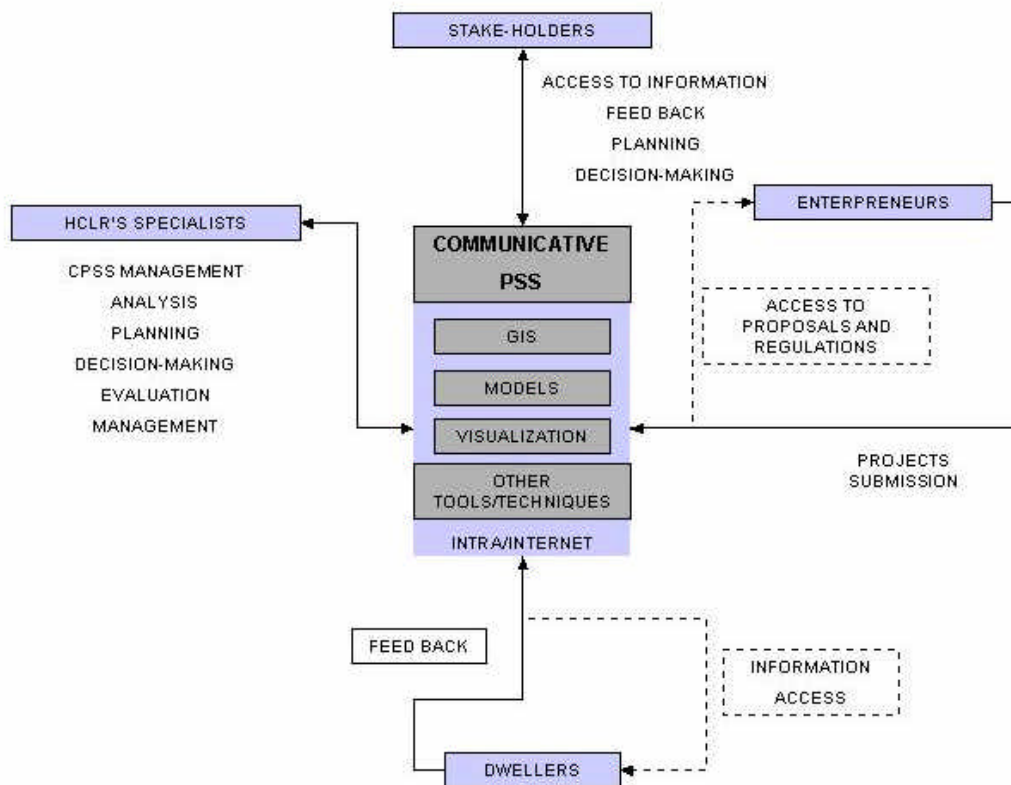 STAKE-HOLDERS
ACCESS TO INFORMATION
FEED BACK
PLANNING
DECISION-MAKING
ENTERPRENEURS
HCLR'S SPECIALISTS
CPSS MANAGEMENT
ANALYSIS
PLANNING
DECISION-MAKING
EVALUATION
MANAGEMENT
COMMUNICATIVE
PSS
GIS
MODELS
VISUALIZATION
OTHER
TOOLS/TECHNIQUES
INTRA/INTERNET
ACCESS TO
PROPOSALS AND
REGULATIONS
PROJECTS
SUBMISSION
FEED BACK
INFORMATION
ACCESS
DWELLERS